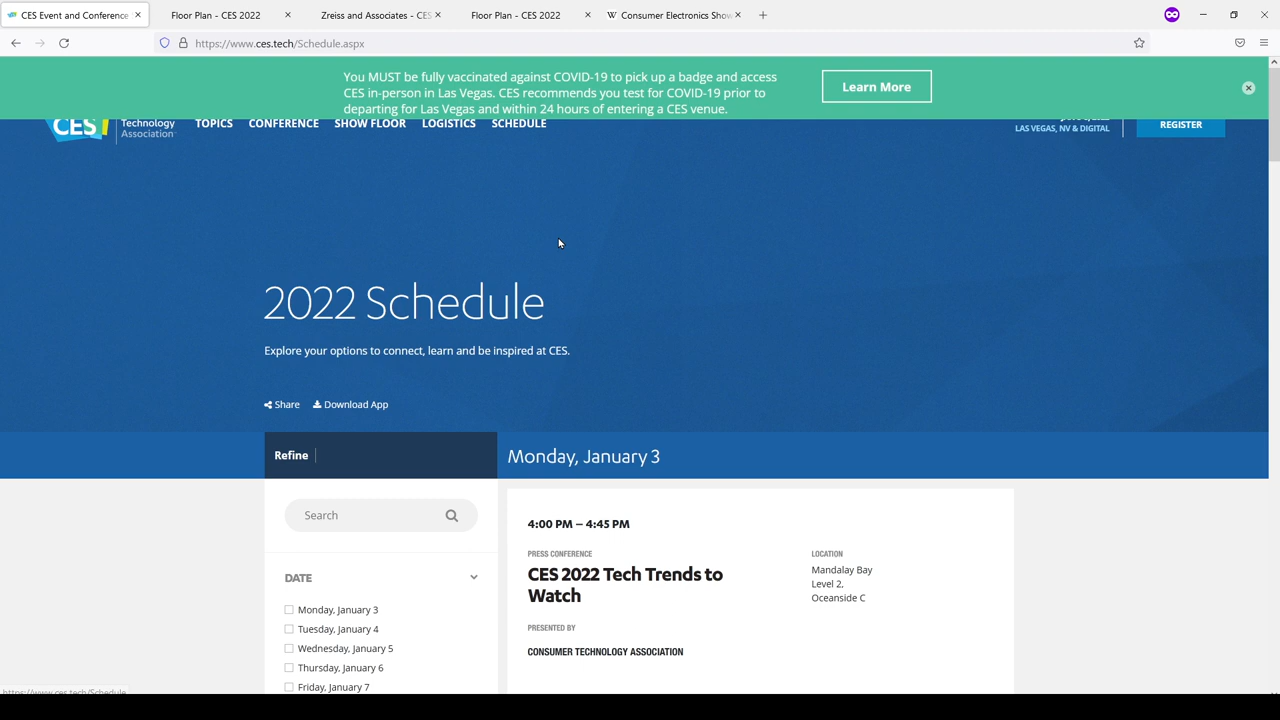 CES Event and Conference
Floor Plan - CES 2022
Zreiss and Associates - CES
Floor Plan - CES 2022
W Consumer Electronics Show
https://www.ces.tech/Schedule.aspx
You MUST be fully vaccinated against COVID-19 to pick up a badge and access
CES in-person in Las Vegas. CES recommends you test for COVID-19 prior to
departing for Las Vegas and within 24 hours of entering a CES venue.
Learn More
CES
Technology
Association
TOPICS
CONFERENCE
SHOW FLOOR
LOGISTICS
SCHEDULE
LAS VEGAS, NV & DIGITAL
REGISTER
2022 Schedule
Explore your options to connect, learn and be inspired at CES.
Share
Download App
Refine
Monday, January 3
Search
4:00 PM – 4:45 PM
PRESS CONFERENCE
LOCATION
CES 2022 Tech Trends to
Watch
Mandalay Bay
Level 2,
Oceanside C
DATE
Monday, January 3
Tuesday, January 4
Wednesday, January 5
Thursday, January 6
Friday, January 7
PRESENTED BY
CONSUMER TECHNOLOGY ASSOCIATION
https://www.ces.tech/Schedule